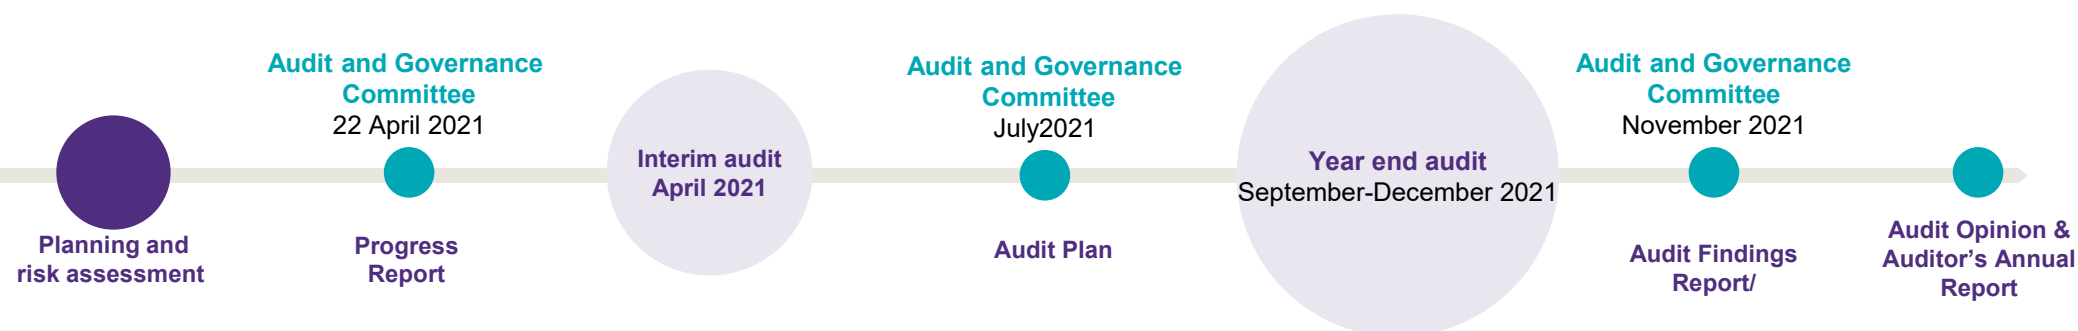 Audit and Governance
Committee
22 April 2021
Audit and Governance
Committee
July2021
Audit and Governance
Committee
November 2021
Interim audit
April 2021
Year end audit
September-December 2021
Planning and
risk assessment
Progress
Report
Audit Plan
Audit Findings
Report/
Audit Opinion &
Auditor's Annual
Report